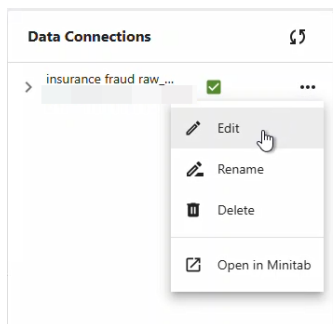 Data Connections
insurance fraud raw_...
Edit
Rename
Delete
Open in Minitab